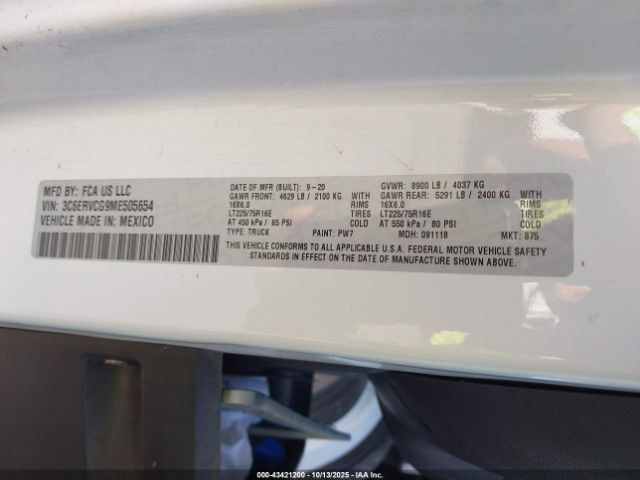 MFD BY: FCA US LLC
VIN: 3C6ERVCG9ME505654
VEHICLE MADE IN: MEXICO
DATE OF MFR (BUILT): 9-20
GAWR FRONT: 4629 LB / 2100 KG
16X6.0 RIMS
LT225/75R16E TIRES
AT 450 kPa / 65 PSI COLD
TYPE: TRUCK PAINT: PW7
GVWR: 8900 LB / 4037 KG
GAWR REAR: 5291 LB / 2400 KG
16X6.0 RIMS
LT225/75R16E TIRES
AT 550 kPa / 80 PSI COLD
MDH: 091118 MKT: 875
THIS VEHICLE CONFORMS TO ALL APPLICABLE U.S.A. FEDERAL MOTOR VEHICLE SAFETY
STANDARDS IN EFFECT ON THE DATE OF MANUFACTURE SHOWN ABOVE.
000-43421200 - 10/13/2025 - Copart, Inc.